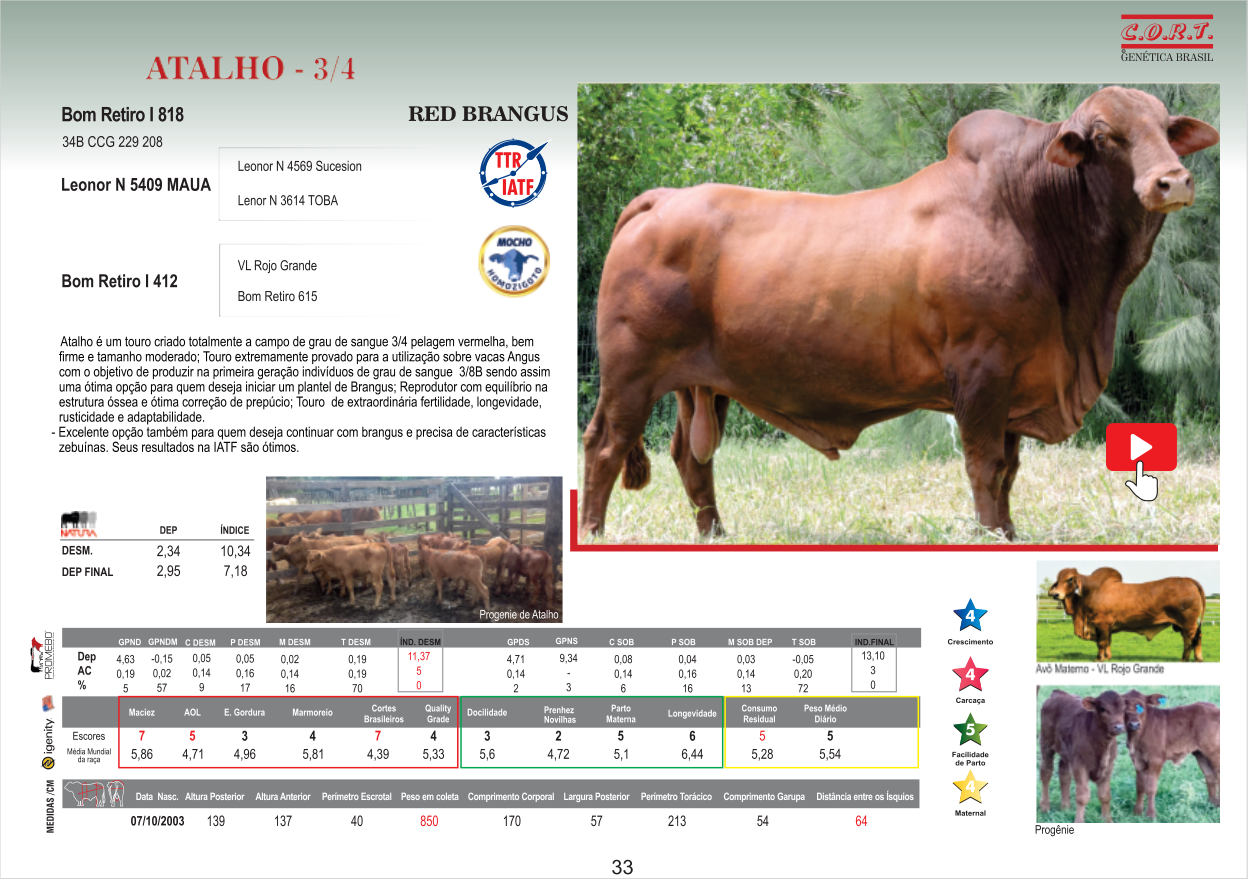 C.O.R.T.
GENÉTICA BRASIL
ATALHO - 3/4
Bom Retiro I 818
RED BRANGUS
34B CCG 229 208
Leonor N 4569 Sucesion
Leonor N 5409 MAUA
Lenor N 3614 TOBA
TTR
IATF
MOCHO
HOMOZIGOTO
VL Rojo Grande
Bom Retiro I 412
Bom Retiro 615
Atalho é um touro criado totalmente a campo de grau de sangue 3/4 pelagem vermelha, bem
firme e tamanho moderado; Touro extremamente provado para a utilização sobre vacas Angus
com o objetivo de produzir na primeira geração indivíduos de grau de sangue 3/8B sendo assim
uma ótima opção para quem deseja iniciar um plantel de Brangus; Reprodutor com equilíbrio na
estrutura óssea e ótima correção de prepúcio; Touro de extraordinária fertilidade, longevidade,
rusticidade e adaptabilidade.
- Excelente opção também para quem deseja continuar com brangus e precisa de características
zebuínas. Seus resultados na IATF são ótimos.
NATURA DEP ÍNDICE
DESM. 2,34 10,34
DEP FINAL 2,95 7,18
Progenie de Atalho
PROMEBO
GPND GPNDM C DESM P DESM M DESM T DESM ÍND. DESM GPDS GPNS C SOB P SOB M SOB DEP T SOB IND.FINAL
Dep 4,63 -0,15 0,05 0,05 0,02 0,19 11,37 4,71 9,34 0,08 0,04 0,03 -0,05 13,10
AC 0,19 0,02 0,14 0,16 0,14 0,19 5 0,14 - 0,14 0,16 0,14 0,20 3
% 5 57 9 17 16 70 0 2 3 6 16 13 72 0
igenity
Maciez AOL E. Gordura Marmoreio Cortes Brasileiros Quality Grade Docilidade Prenhez Novilhas Parto Materna Longevidade Consumo Residual Peso Médio Diário
Escores 7 5 3 4 7 4 3 2 5 6 5 5
Média Mundial da raça 5,86 4,71 4,96 5,81 4,39 5,33 5,6 4,72 5,1 6,44 5,28 5,54
MEDIDAS /CM
Data Nasc. Altura Posterior Altura Anterior Perímetro Escrotal Peso em coleta Comprimento Corporal Largura Posterior Perímetro Torácico Comprimento Garupa Distância entre os Ísquios
07/10/2003 139 137 40 850 170 57 213 54 64
4
Crescimento
4
Carcaça
5
Facilidade
de Parto
4
Maternal
Avô Materno - VL Rojo Grande
Progênie
33